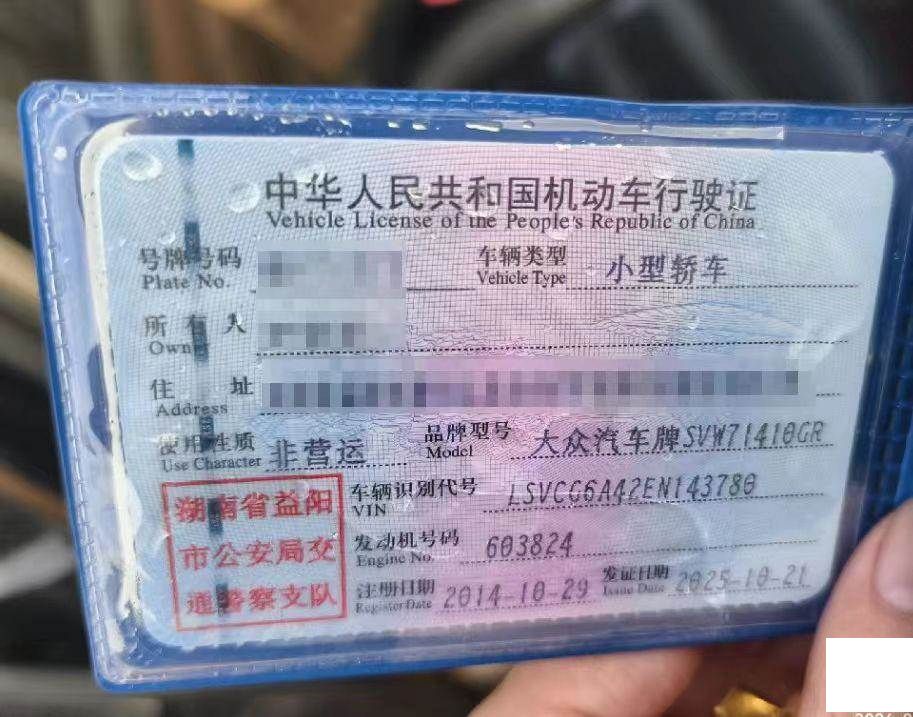 中华人民共和国机动车行驶证
Vehicle License of the People's Republic of China
号牌号码
Plate No.
车辆类型 小型轿车
Vehicle Type
所有人
Owner
住址
Address
使用性质 非营运
Use Character
品牌型号 大众汽车牌SVW71410GR
Model
车辆识别代号 LSVCG6A42EN143780
VIN
发动机号码 603824
Engine No.
注册日期 2014-10-29
Register Date
发证日期 2025-10-21
Issue Date
湖南省益阳
市公安局交
通警察支队